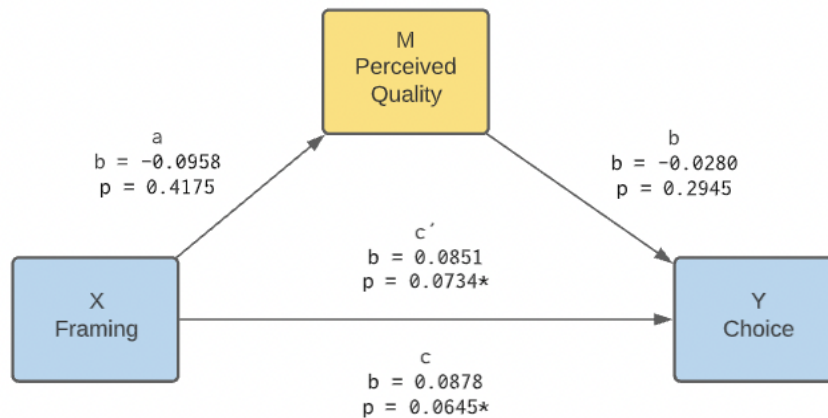 M
Perceived
Quality
a
b = -0.0958
p = 0.4175
b
b = -0.0280
p = 0.2945
c´
b = 0.0851
p = 0.0734*
X
Framing
Y
Choice
c
b = 0.0878
p = 0.0645*